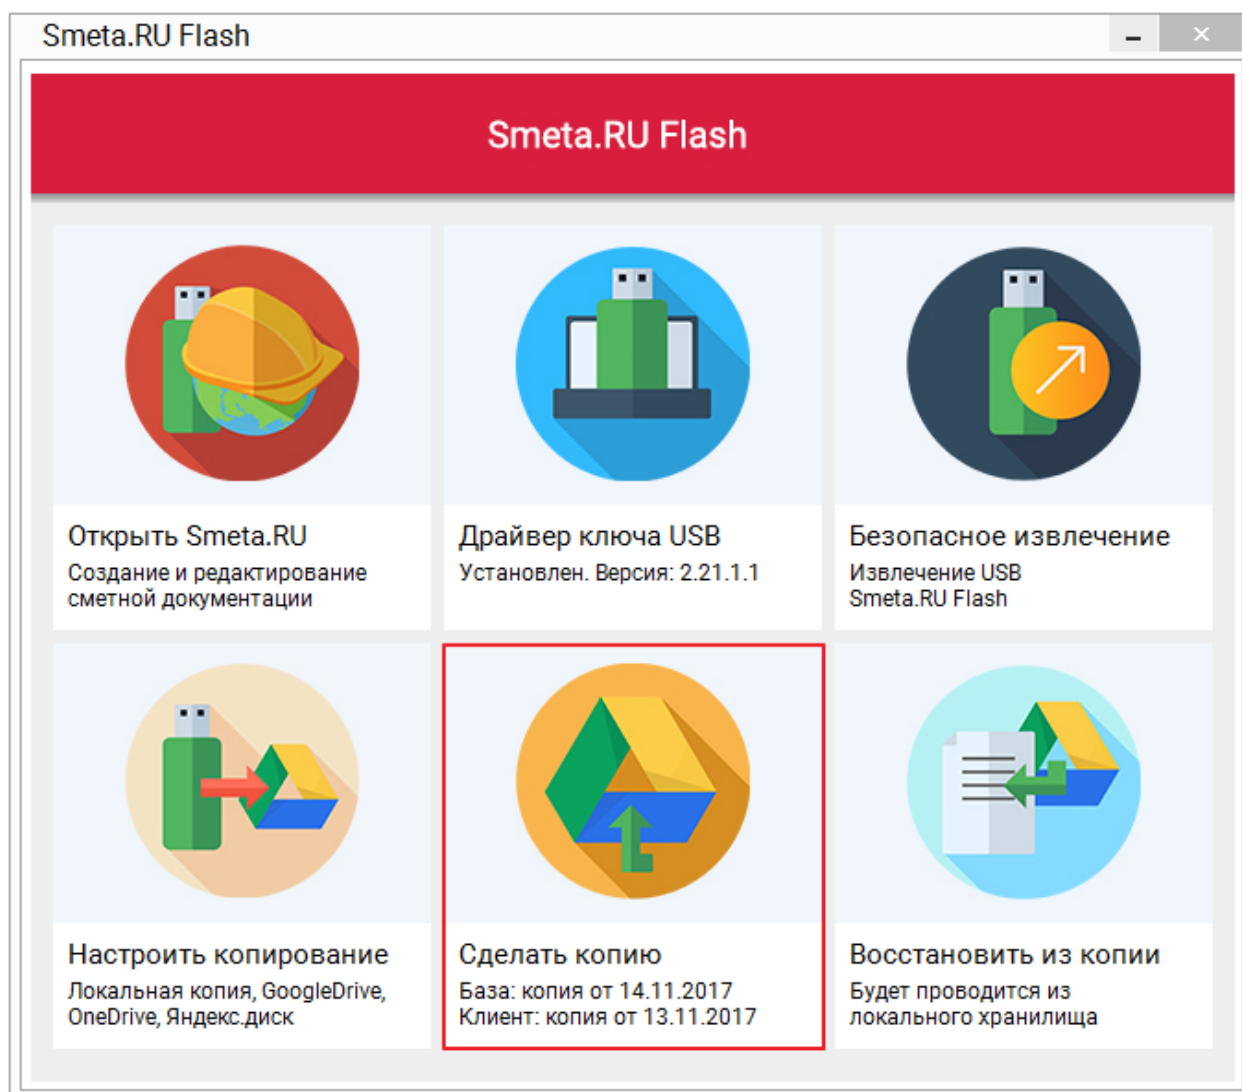 Smeta.RU Flash
Smeta.RU Flash
Открыть Smeta.RU
Создание и редактирование
сметной документации
Драйвер ключа USB
Установлен. Версия: 2.21.1.1
Безопасное извлечение
Извлечение USB
Smeta.RU Flash
Настроить копирование
Локальная копия, GoogleDrive,
OneDrive, Яндекс.диск
Сделать копию
База: копия от 14.11.2017
Клиент: копия от 13.11.2017
Восстановить из копии
Будет проводится из
локального хранилища